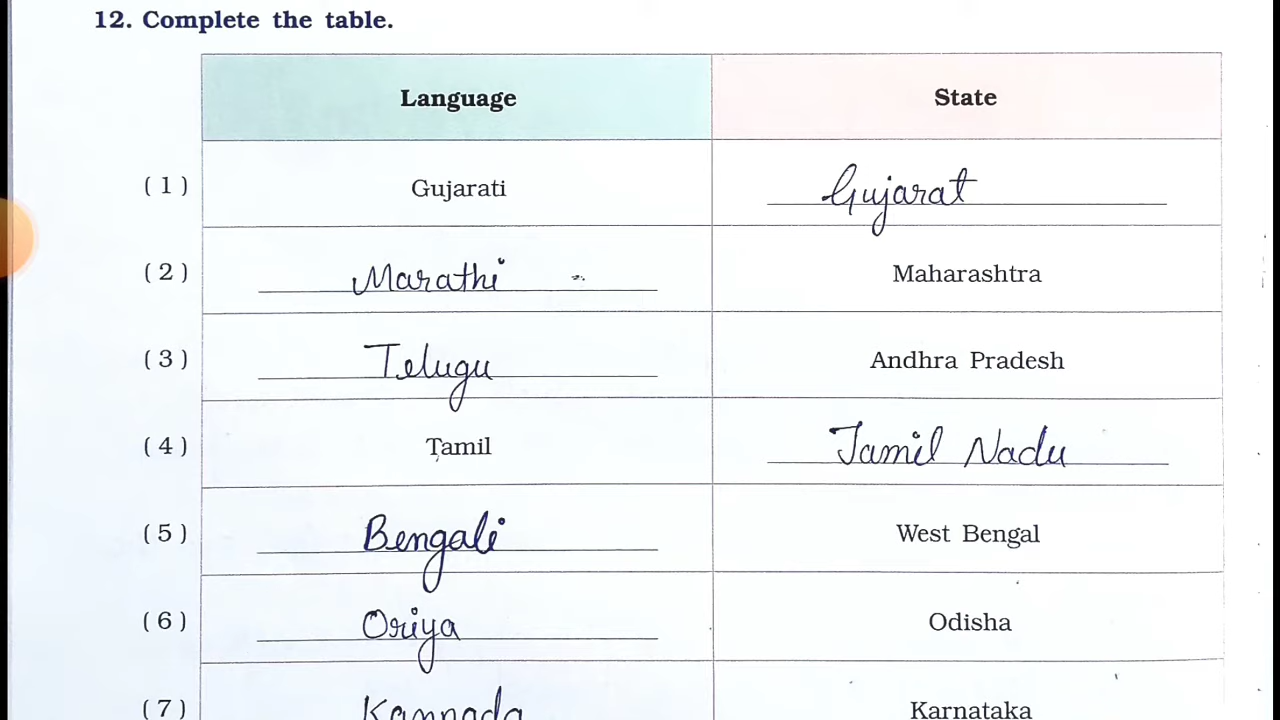 12. Complete the table.
Language State
(1) Gujarati Gujarat
(2) Marathi Maharashtra
(3) Telugu Andhra Pradesh
(4) Tamil Tamil Nadu
(5) Bengali West Bengal
(6) Oriya Odisha
(7) Kannada Karnataka